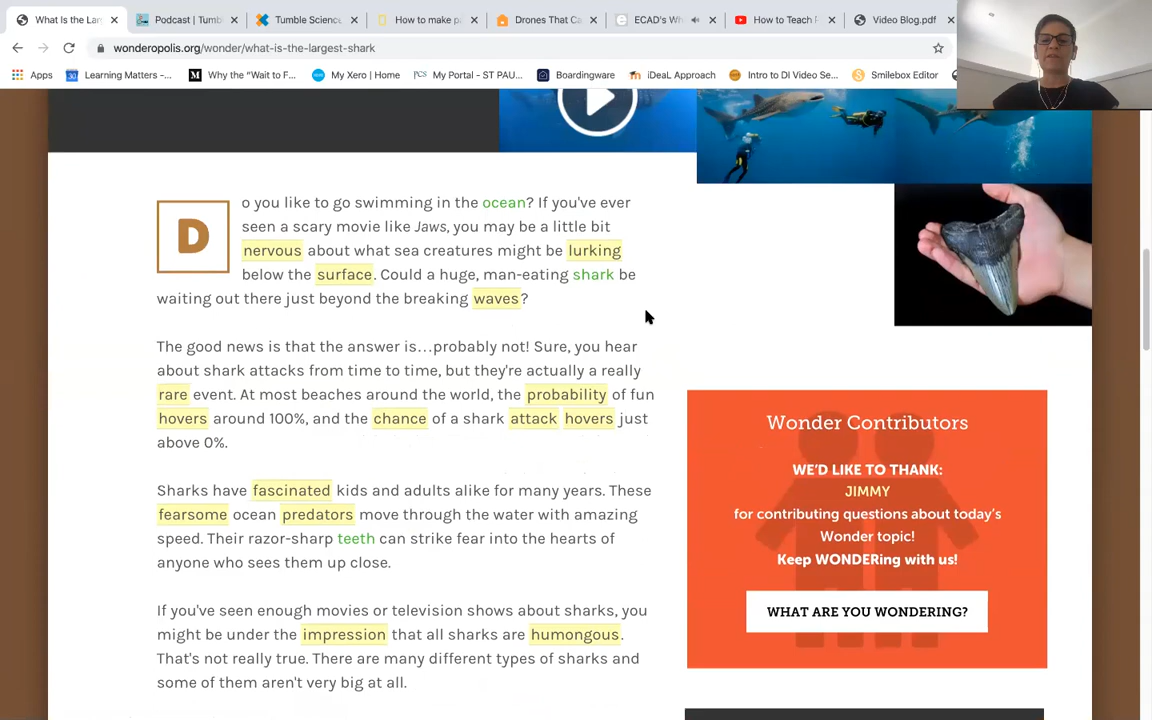 What Is the Lar
Podcast | Tumb
Tumble Scienc
How to make p
Drones That Ca
ECAD's Wh
How to Teach
Video Blog.pdf
wonderopolis.org/wonder/what-is-the-largest-shark
Apps
Learning Matters –...
Why the “Wait to F...
My Xero | Home
My Portal - ST PAU...
Boardingware
iDeaL Approach
Intro to DI Video Se...
Smilebox Editor
Do you like to go swimming in the ocean? If you've ever
seen a scary movie like Jaws, you may be a little bit
nervous about what sea creatures might be lurking
below the surface. Could a huge, man-eating shark be
waiting out there just beyond the breaking waves?
The good news is that the answer is…probably not! Sure, you hear
about shark attacks from time to time, but they're actually a really
rare event. At most beaches around the world, the probability of fun
hovers around 100%, and the chance of a shark attack hovers just
above 0%.
Sharks have fascinated kids and adults alike for many years. These
fearsome ocean predators move through the water with amazing
speed. Their razor-sharp teeth can strike fear into the hearts of
anyone who sees them up close.
If you've seen enough movies or television shows about sharks, you
might be under the impression that all sharks are humongous.
That's not really true. There are many different types of sharks and
some of them aren't very big at all.
Wonder Contributors
WE’D LIKE TO THANK:
JIMMY
for contributing questions about today’s
Wonder topic!
Keep WONDERing with us!
WHAT ARE YOU WONDERING?